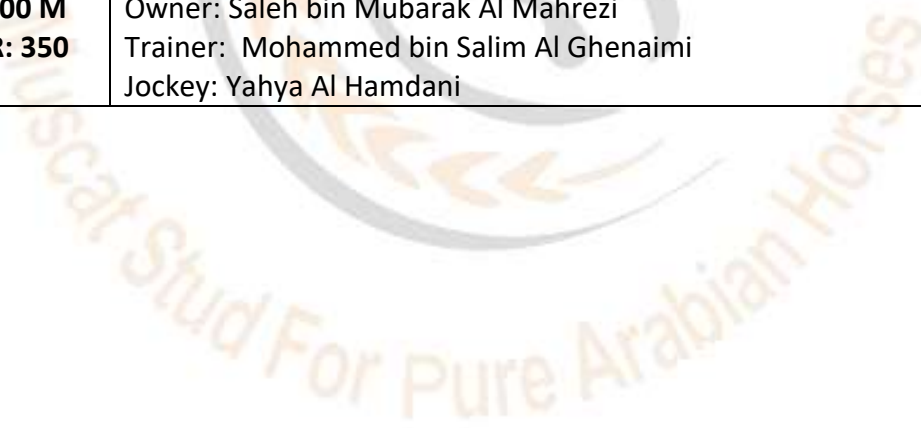 00 M
Owner: Saleh bin Mubarak Al Mahrezi
R: 350
Trainer: Mohammed bin Salim Al Ghenaimi
Jockey: Yahya Al Hamdani
Muscat Stud For Pure Arabian Horses